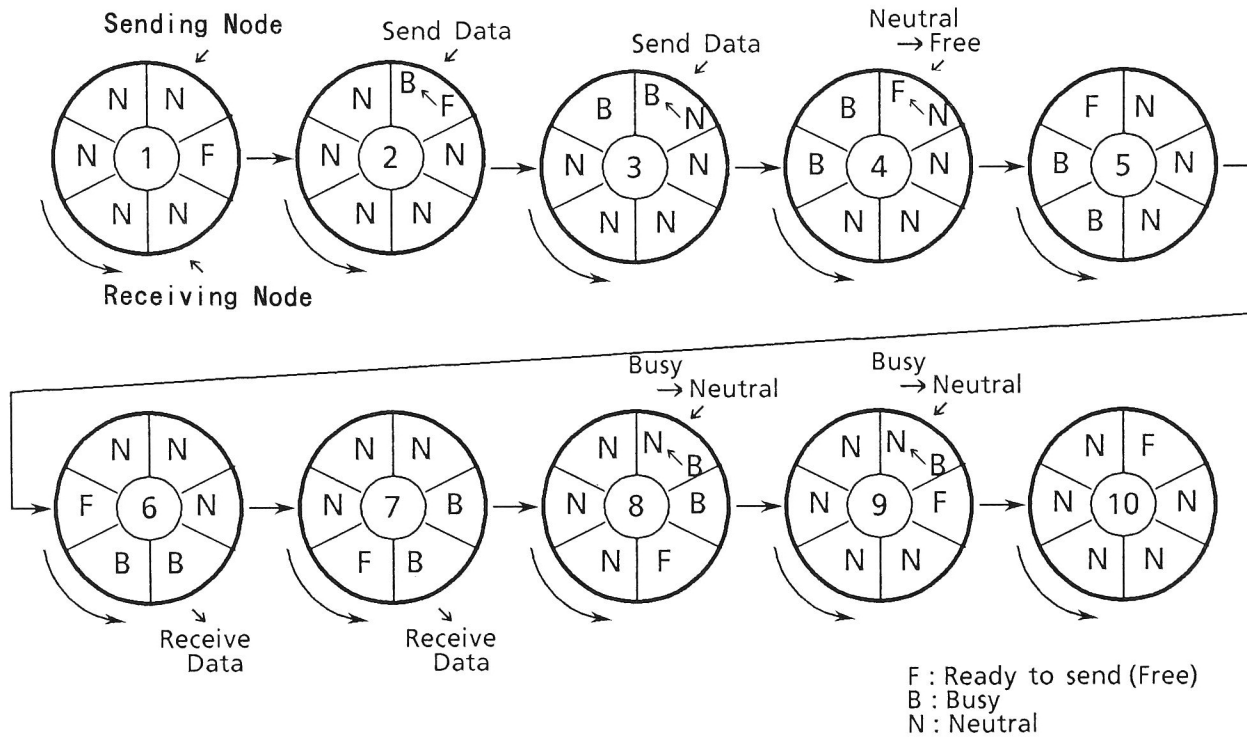 Sending Node
N N
N 1 F
N N
Receiving Node
Send Data
N B F
N 2 N
N N
Send Data
B B N
N 3 N
N N
Neutral
→ Free
B F N
B 4 N
N N
F N
B 5 N
B N
N N
F 6 N
B B
Receive
Data
N N
N 7 B
F B
Receive
Data
Busy
→ Neutral
N N B
N 8 B
N F
Busy
→ Neutral
N N B
N 9 F
N N
N F
N 10 N
N N
F : Ready to send (Free)
B : Busy
N : Neutral